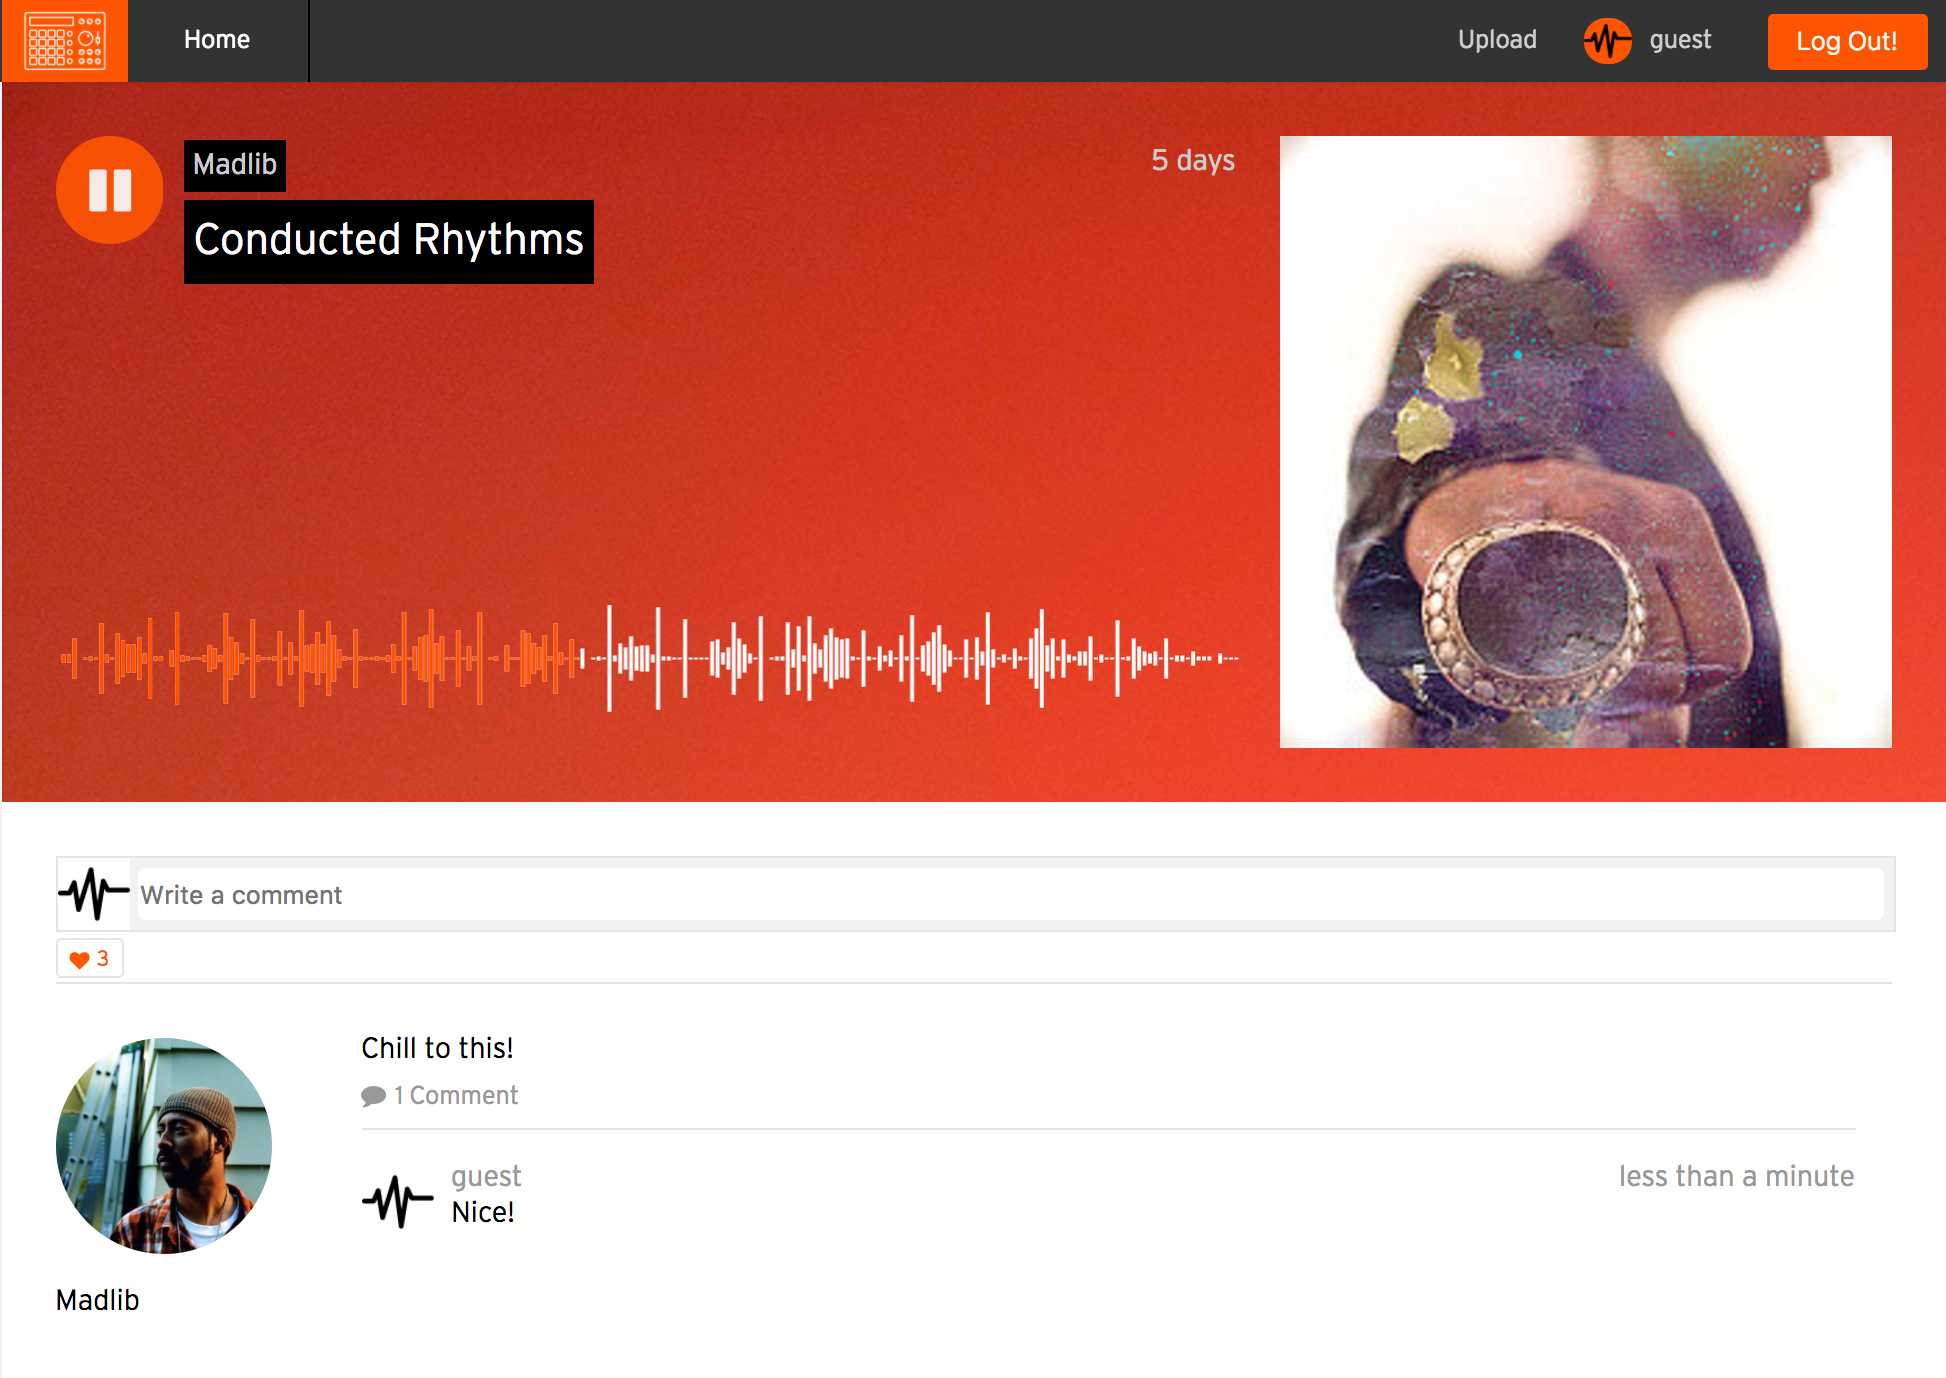 Home
Upload
guest
Log Out!
Madlib
5 days
Conducted Rhythms
Write a comment
3
Chill to this!
1 Comment
guest
less than a minute
Nice!
Madlib